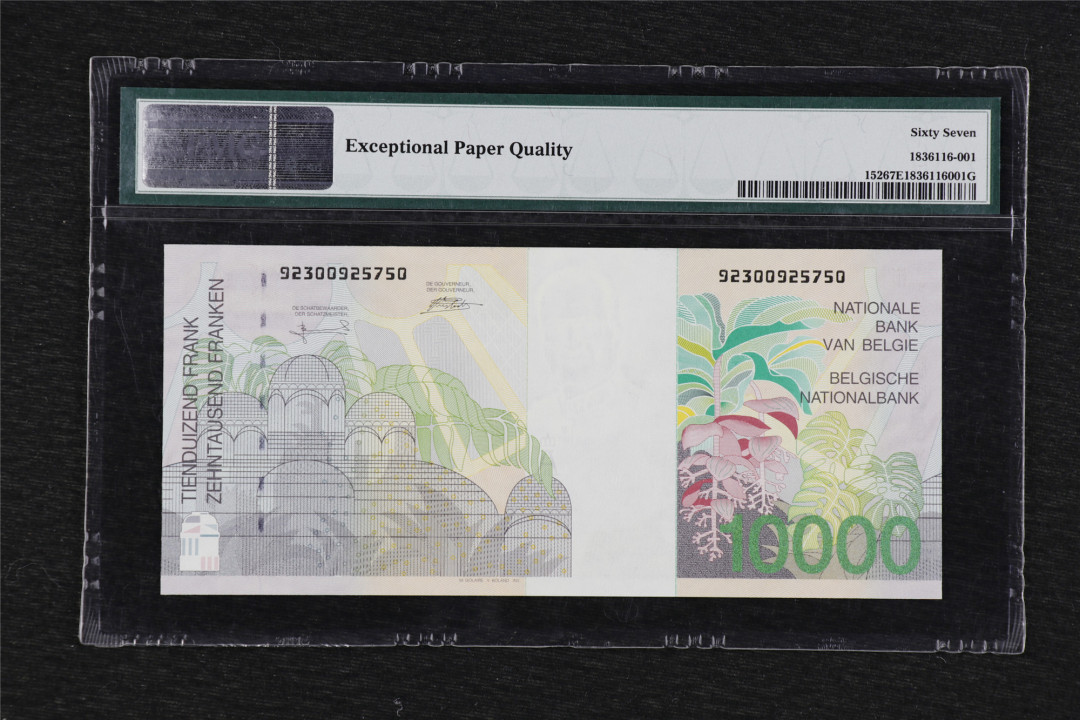 Exceptional Paper Quality
Sixty Seven
1836116-001
15267E1836116001G
92300925750
DE GOUVERNEUR,
DER GOUVERNEUR,
DE SCHATBEWAARDER,
DER SCHATZMEISTER,
TIENDUIZEND FRANK
ZEHNTAUSEND FRANKEN
92300925750
NATIONALE
BANK
VAN BELGIE
BELGISCHE
NATIONALBANK
10000